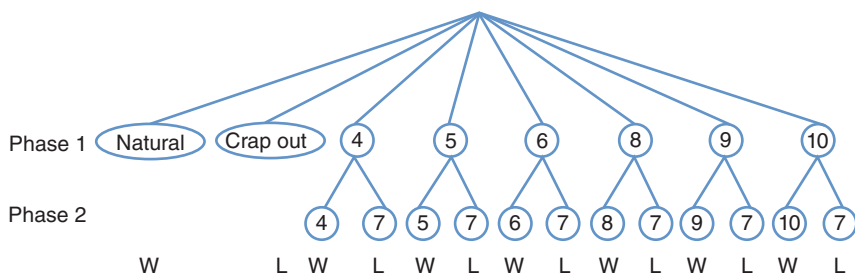 Phase 1 Natural Crap out 4 5 6 8 9 10
Phase 2 4 7 5 7 6 7 8 7 9 7 10 7
W L W L W L W L W L W L W L